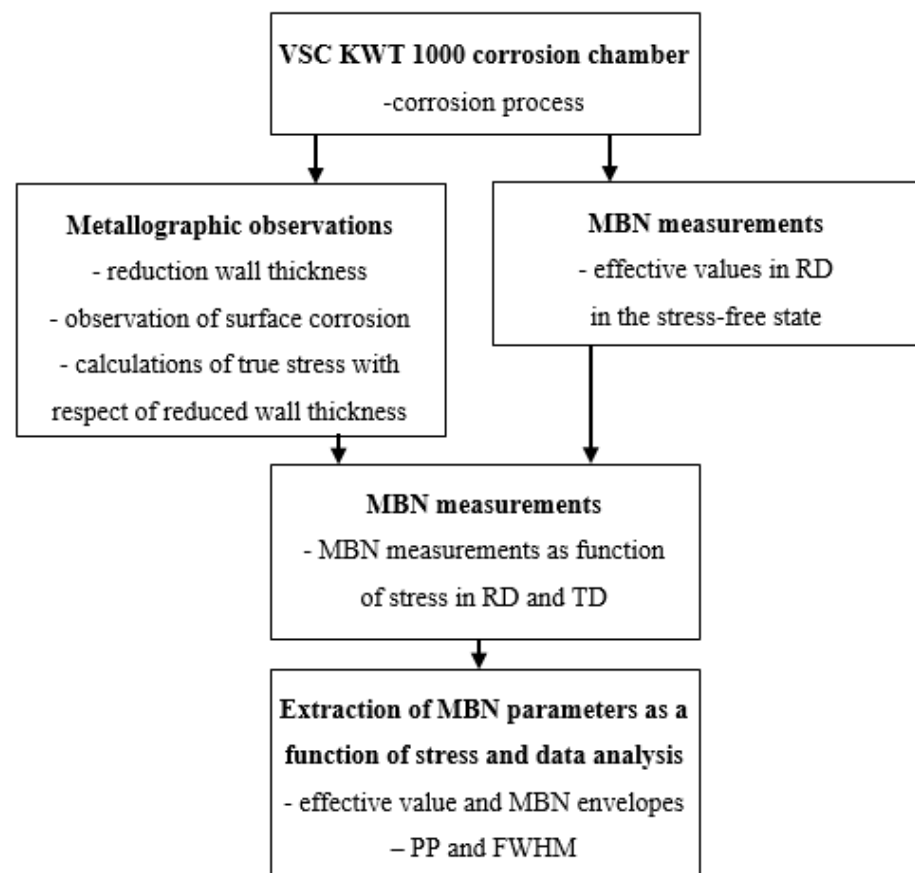 VSC KWT 1000 corrosion chamber
-corrosion process
Metallographic observations
- reduction wall thickness
- observation of surface corrosion
- calculations of true stress with
respect of reduced wall thickness
MBN measurements
- effective values in RD
in the stress-free state
MBN measurements
- MBN measurements as function
of stress in RD and TD
Extraction of MBN parameters as a
function of stress and data analysis
- effective value and MBN envelopes
– PP and FWHM